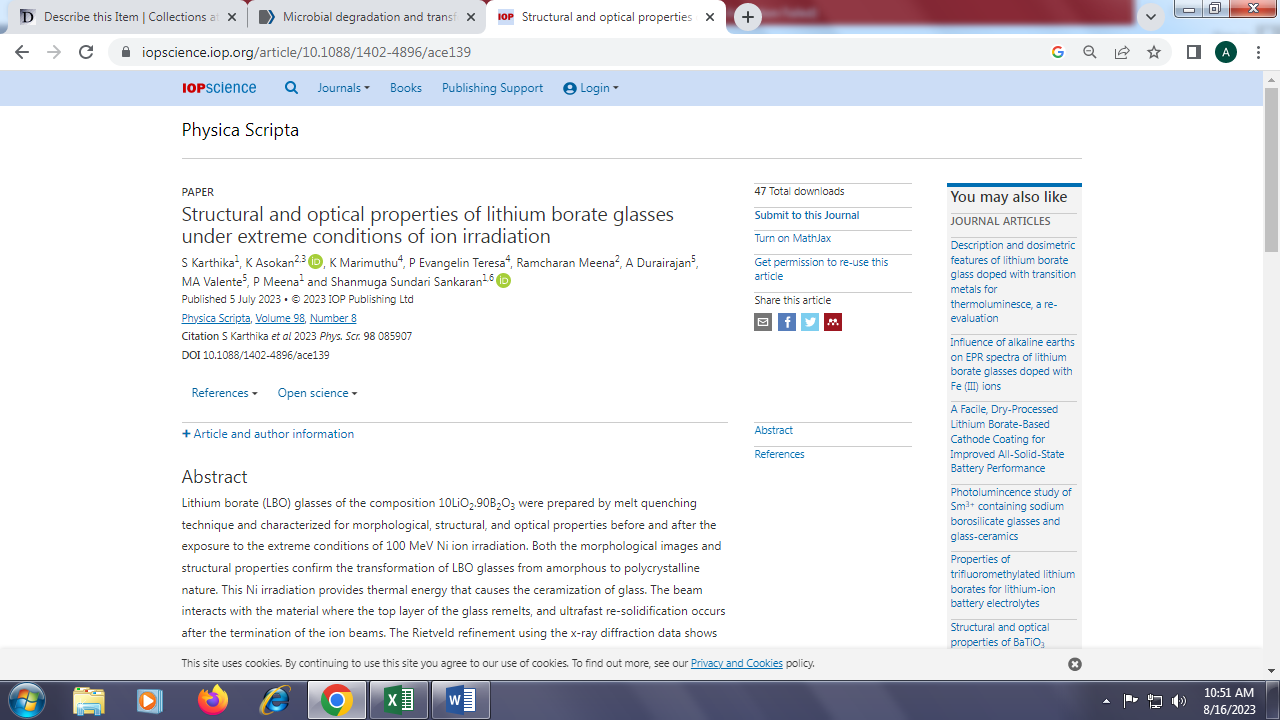 Describe this Item | Collections at
Microbial degradation and transf
Structural and optical properties
iopscience.iop.org/article/10.1088/1402-4896/ace139
A
IOPscience
Journals
Books
Publishing Support
Login
Physica Scripta
PAPER
Structural and optical properties of lithium borate glasses
under extreme conditions of ion irradiation
S Karthika1, K Asokan2,3 iD, K Marimuthu4, P Evangelin Teresa4, Ramcharan Meena2, A Durairajan5,
MA Valente5, P Meena1 and Shanmuga Sundari Sankaran1,6 iD
Published 5 July 2023 • © 2023 IOP Publishing Ltd
Physica Scripta, Volume 98, Number 8
Citation S Karthika et al 2023 Phys. Scr. 98 085907
DOI 10.1088/1402-4896/ace139
References
Open science
+ Article and author information
Abstract
Lithium borate (LBO) glasses of the composition 10LiO2.90B2O3 were prepared by melt quenching
technique and characterized for morphological, structural, and optical properties before and after the
exposure to the extreme conditions of 100 MeV Ni ion irradiation. Both the morphological images and
structural properties confirm the transformation of LBO glasses from amorphous to polycrystalline
nature. This Ni irradiation provides thermal energy that causes the ceramization of glass. The beam
interacts with the material where the top layer of the glass remelts, and ultrafast re-solidification occurs
after the termination of the ion beams. The Rietveld refinement using the x-ray diffraction data shows
47 Total downloads
Submit to this Journal
Turn on MathJax
Get permission to re-use this
article
Share this article
Abstract
References
You may also like
JOURNAL ARTICLES
Description and dosimetric
features of lithium borate
glass doped with transition
metals for
thermoluminesce, a re-
evaluation
Influence of alkaline earths
on EPR spectra of lithium
borate glasses doped with
Fe (III) ions
A Facile, Dry-Processed
Lithium Borate-Based
Cathode Coating for
Improved All-Solid-State
Battery Performance
Photolumincence study of
Sm3+ containing sodium
borosilicate glasses and
glass-ceramics
Properties of
trifluoromethylated lithium
borates for lithium-ion
battery electrolytes
Structural and optical
properties of BaTiO3
This site uses cookies. By continuing to use this site you agree to our use of cookies. To find out more, see our Privacy and Cookies policy.
10:51 AM
8/16/2023